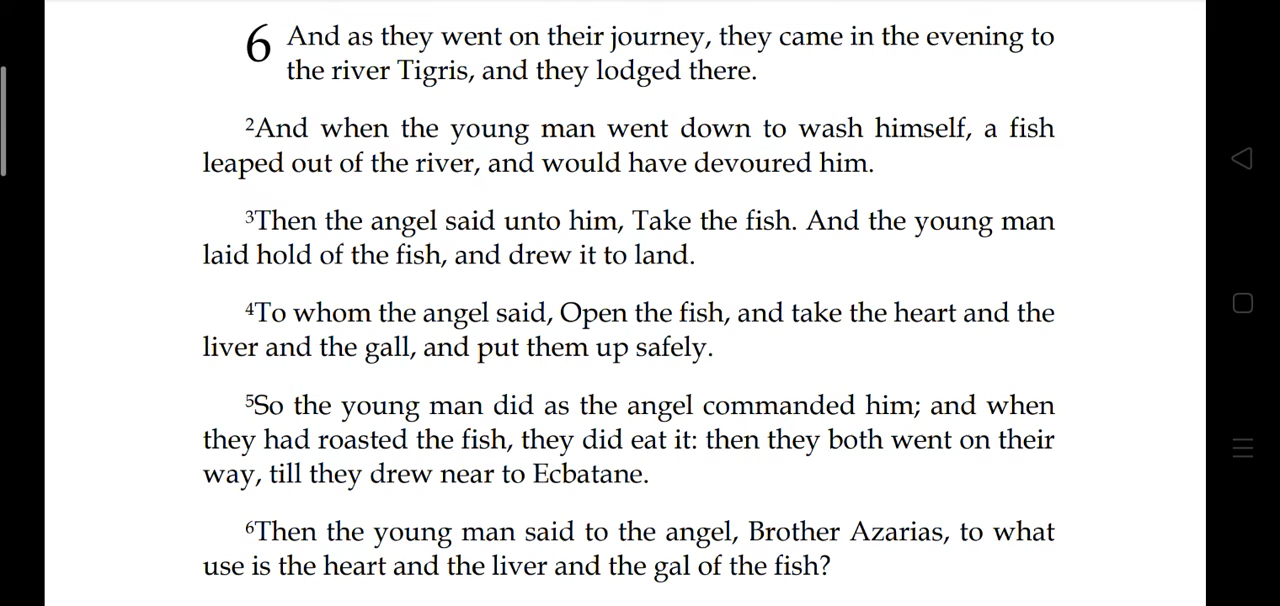 6 And as they went on their journey, they came in the evening to
the river Tigris, and they lodged there.
2And when the young man went down to wash himself, a fish
leaped out of the river, and would have devoured him.
3Then the angel said unto him, Take the fish. And the young man
laid hold of the fish, and drew it to land.
4To whom the angel said, Open the fish, and take the heart and the
liver and the gall, and put them up safely.
5So the young man did as the angel commanded him; and when
they had roasted the fish, they did eat it: then they both went on their
way, till they drew near to Ecbatane.
6Then the young man said to the angel, Brother Azarias, to what
use is the heart and the liver and the gal of the fish?